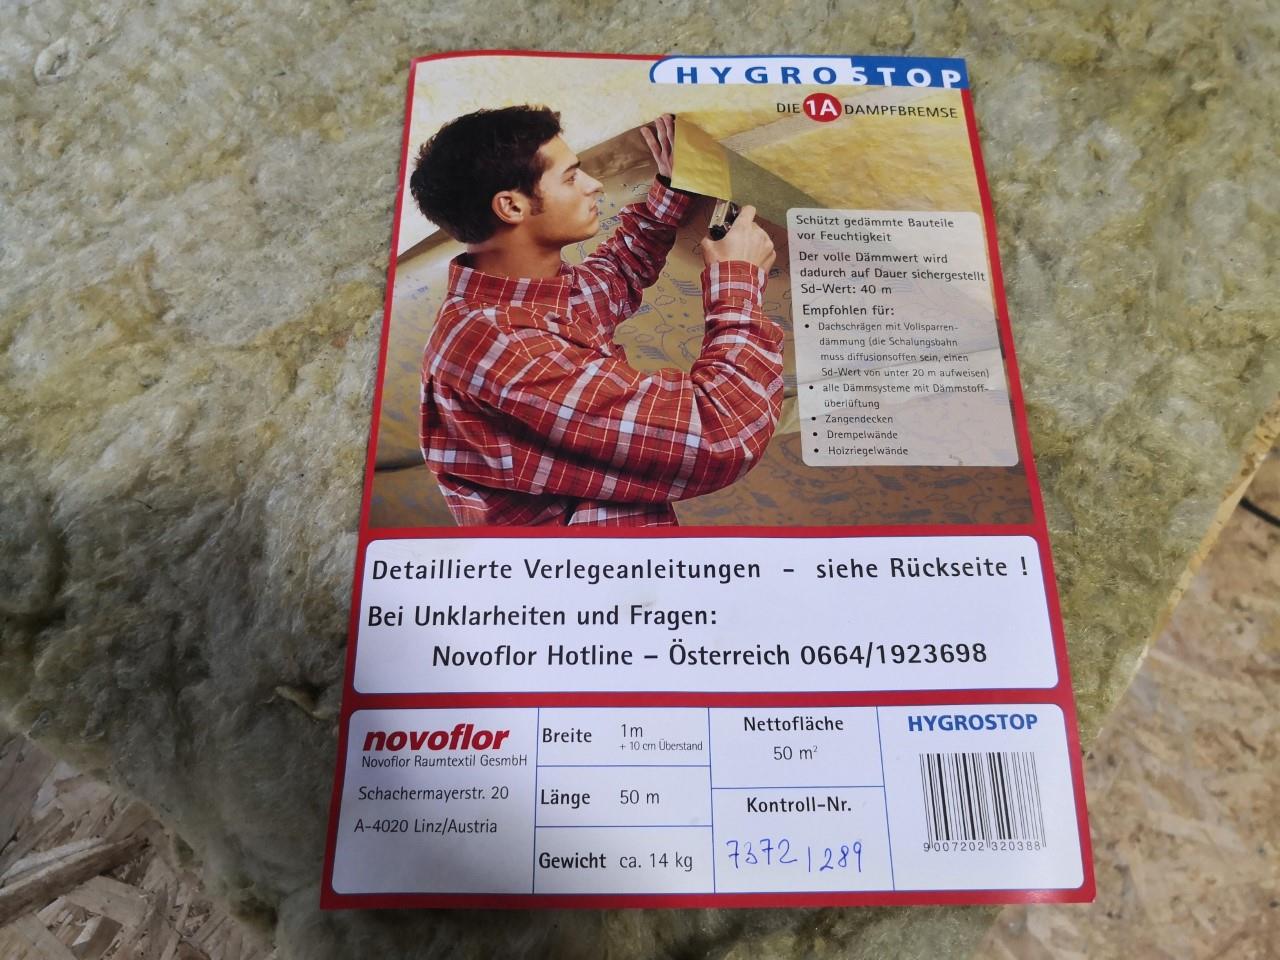 HYGROSTOP
DIE 1A DAMPFBREMSE
Schützt gedämmte Bauteile
vor Feuchtigkeit
Der volle Dämmwert wird
dadurch auf Dauer sichergestellt
Sd-Wert: 40 m
Empfohlen für:
• Dachschrägen mit Vollsparren-
dämmung (die Schalungsbahn
muss diffusionsoffen sein, einen
Sd-Wert von unter 20 m aufweisen)
• alle Dämmsysteme mit Dämmstoff-
überlüftung
• Zangendecken
• Drempelwände
• Holzriegelwände
Detaillierte Verlegeanleitungen - siehe Rückseite !
Bei Unklarheiten und Fragen:
Novoflor Hotline – Österreich 0664/1923698
novoflor
Novoflor Raumtextil GesmbH
Schachermayerstr. 20
A-4020 Linz/Austria
Breite 1m
+ 10 cm Überstand
Länge 50 m
Gewicht ca. 14 kg
Nettofläche
50 m²
Kontroll-Nr.
7372 / 289
HYGROSTOP
9 007202 320388